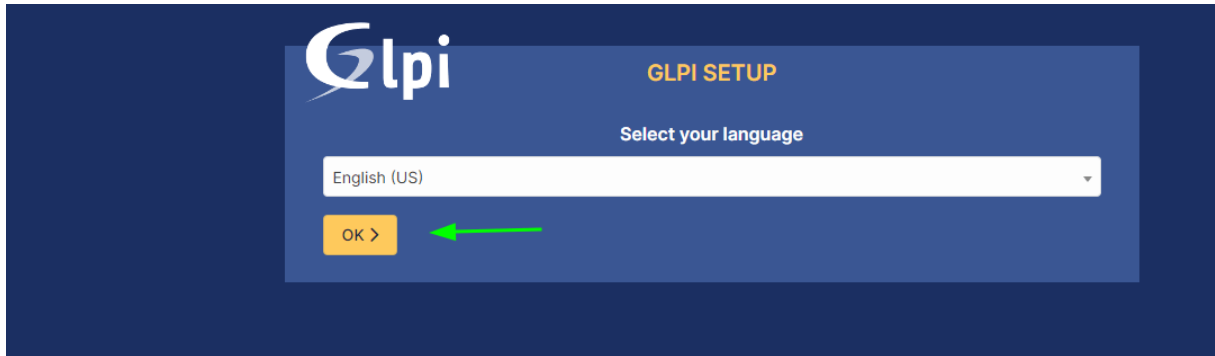 Glpi
GLPI SETUP
Select your language
English (US)
OK >